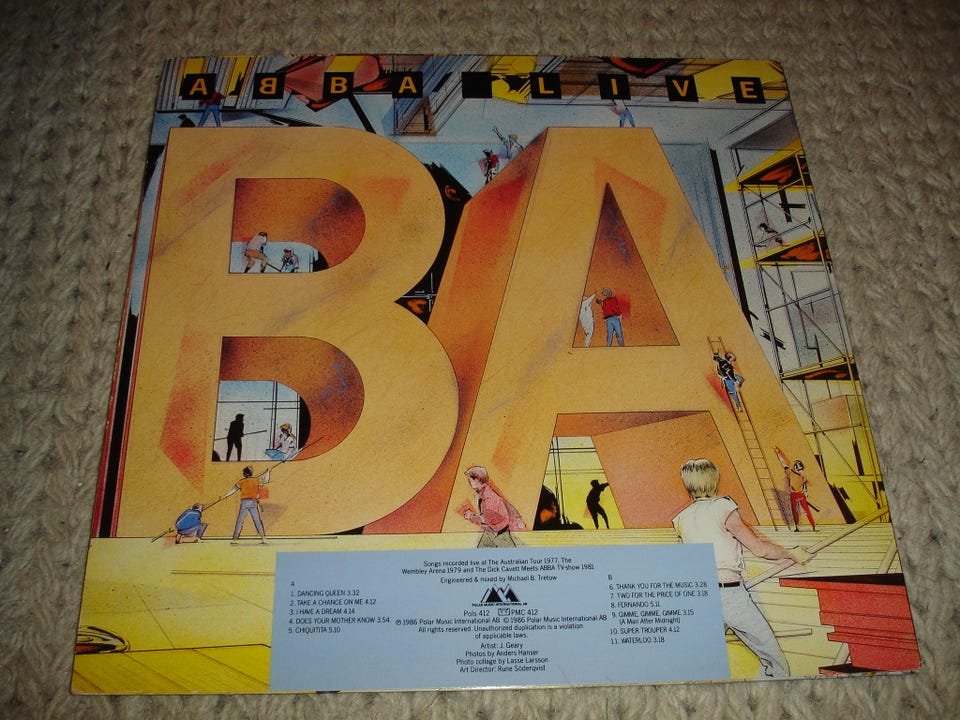 ABBA LIVE
BA
Songs recorded live at The Australian Tour 1977, The
Wembley Arena 1979 and The Dick Cavett Meets ABBA TV-show 1981
Engineered & mixed by Michael B. Tretow
A
1. DANCING QUEEN 3.32
2. TAKE A CHANCE ON ME 4.12
3. I HAVE A DREAM 4.14
4. DOES YOUR MOTHER KNOW 3.54
5. CHIQUITITA 5.10
POLAR MUSIC INTERNATIONAL AB
Pols 412 PMC 412
℗ 1986 Polar Music International AB © 1986 Polar Music International AB
All rights reserved. Unauthorized duplication is a violation
of applicable laws.
Artist: J. Geary
Photos by Anders Hanser
Photo collage by Lasse Larsson
Art Director: Rune Söderqvist
B
6. THANK YOU FOR THE MUSIC 3.28
7. TWO FOR THE PRICE OF ONE 3.18
8. FERNANDO 5.11
9. GIMME, GIMME, GIMME 3.15
(A Man After Midnight)
10. SUPER TROUPER 4.12
11. WATERLOO 3.18